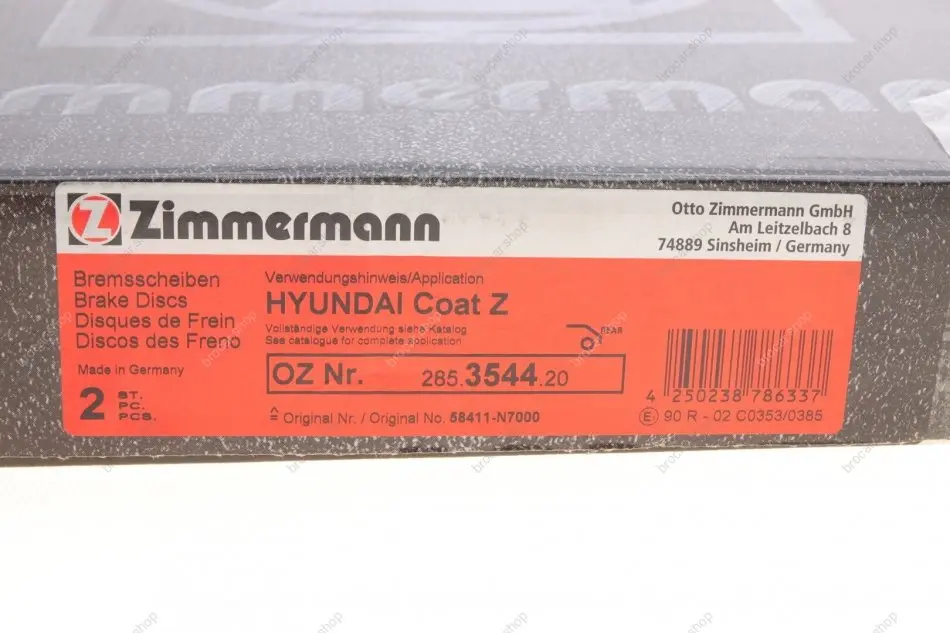 mmerman
Z Zimmermann
Otto Zimmermann GmbH
Am Leitzelbach 8
74889 Sinsheim / Germany
Bremsscheiben
Brake Discs
Disques de Frein
Discos des Freno
Made in Germany
2 ST.
PC.
PCS.
Verwendungshinweis/Application
HYUNDAI Coat Z
Vollständige Verwendung siehe Katalog
See catalogue for complete application
REAR
OZ Nr. 285.3544.20
≙ Original Nr. / Original No. 58411-N7000
4 250238 786337
E 90 R - 02 C0353/0385
brocar.shop